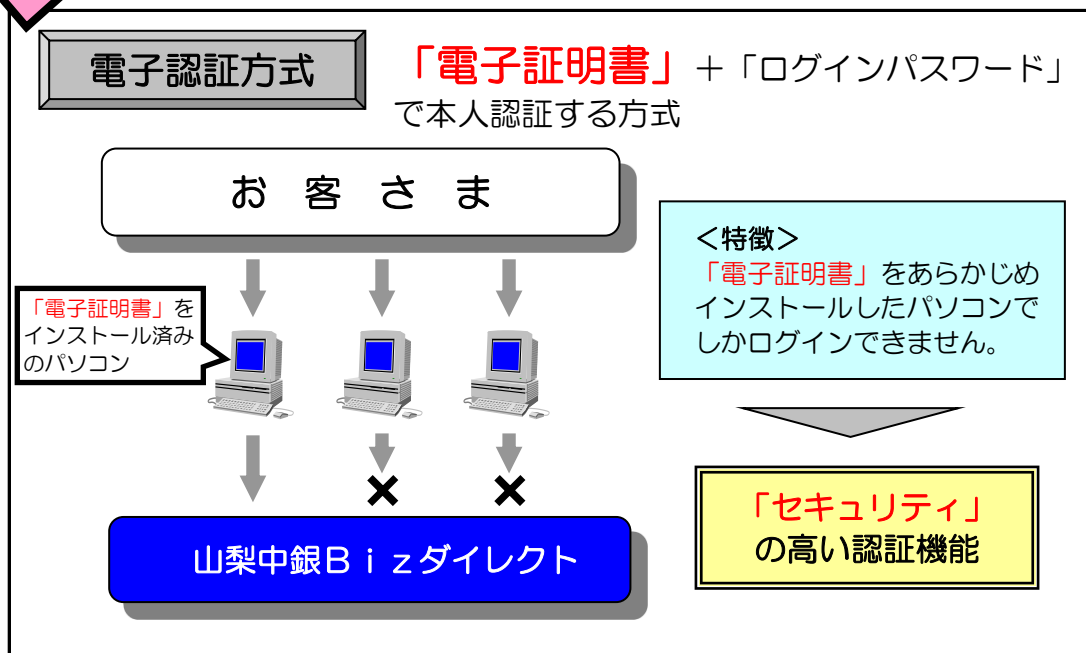 電子認証方式
「電子証明書」＋「ログインパスワード」
で本人認証する方式
お 客 さ ま
「電子証明書」を
インストール済み
のパソコン
＜特徴＞
「電子証明書」をあらかじめ
インストールしたパソコンで
しかログインできません。
「セキュリティ」
の高い認証機能
山梨中銀Ｂｉｚダイレクト